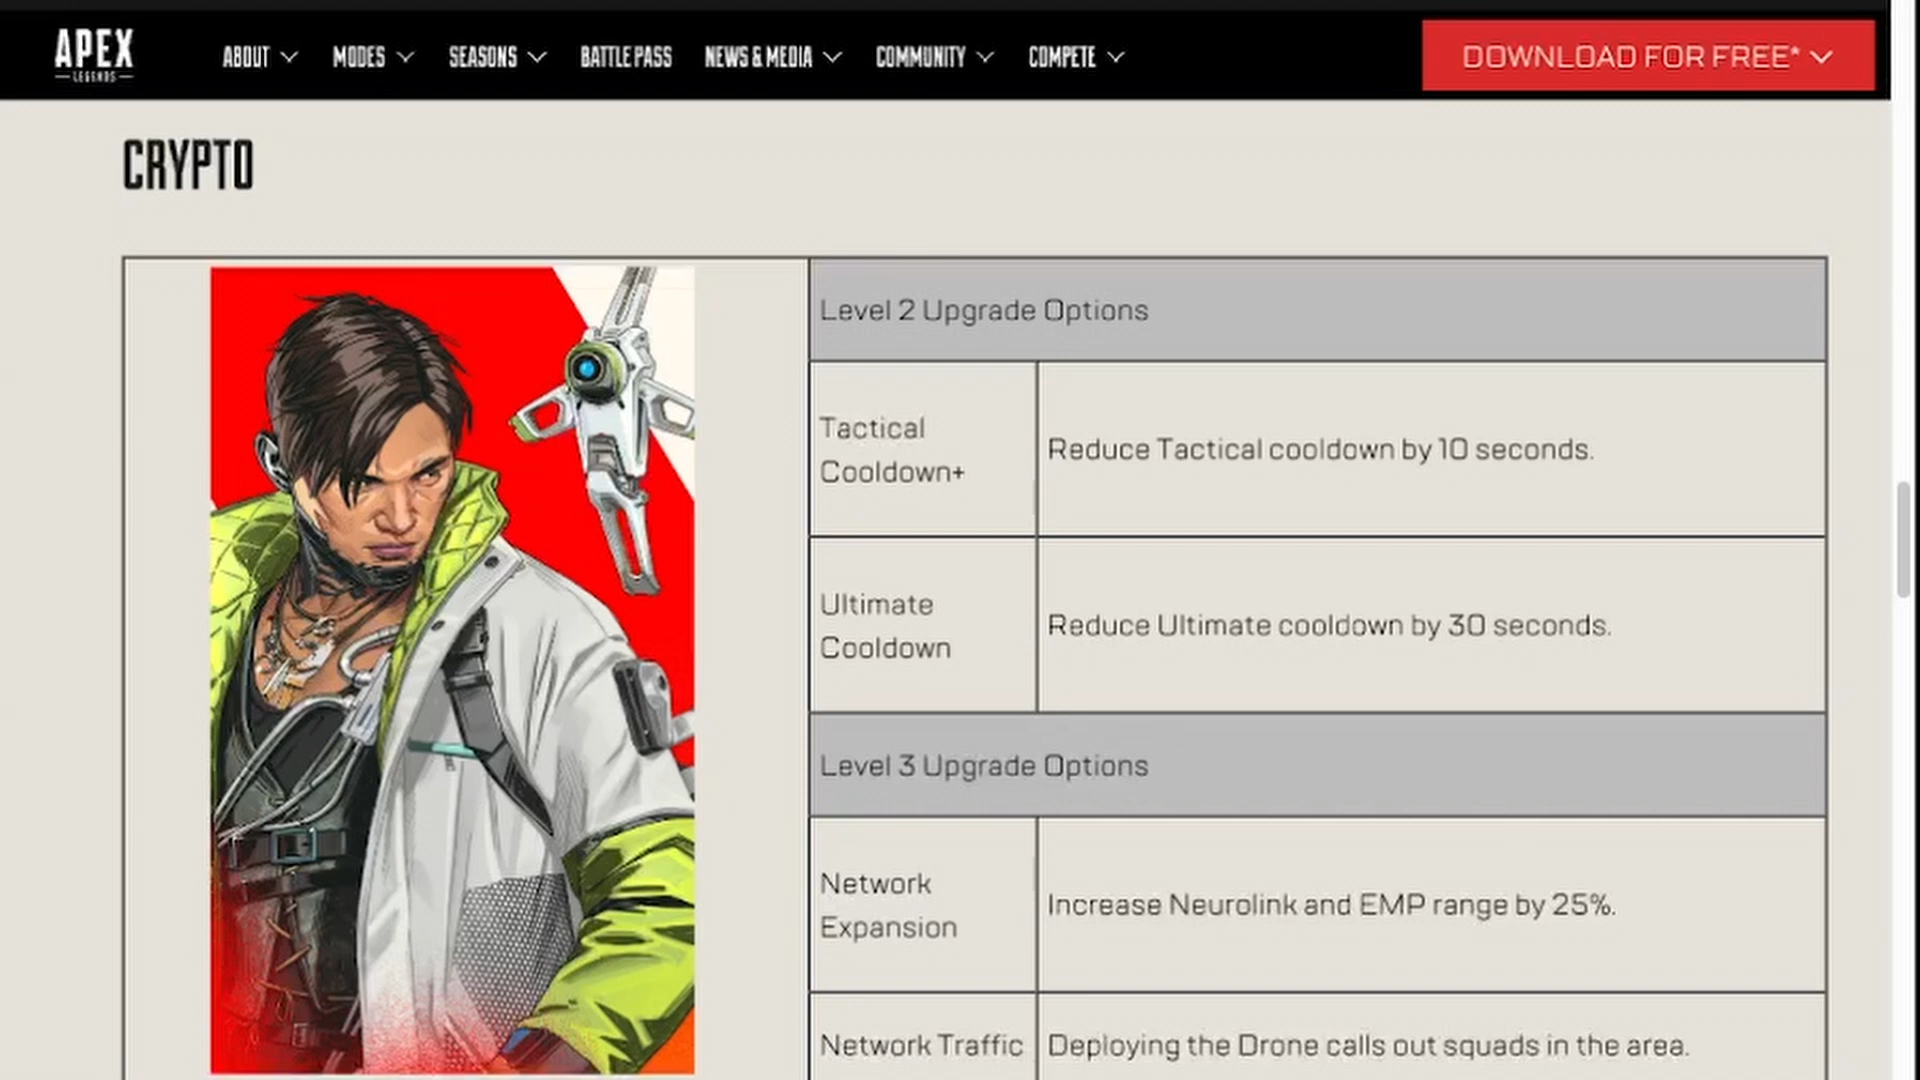 APEX
LEGENDS
ABOUT
MODES
SEASONS
BATTLE PASS
NEWS & MEDIA
COMMUNITY
COMPETE
DOWNLOAD FOR FREE*
CRYPTO
Level 2 Upgrade Options
Tactical
Cooldown+
Reduce Tactical cooldown by 10 seconds.
Ultimate
Cooldown
Reduce Ultimate cooldown by 30 seconds.
Level 3 Upgrade Options
Network
Expansion
Increase Neurolink and EMP range by 25%.
Network Traffic
Deploying the Drone calls out squads in the area.